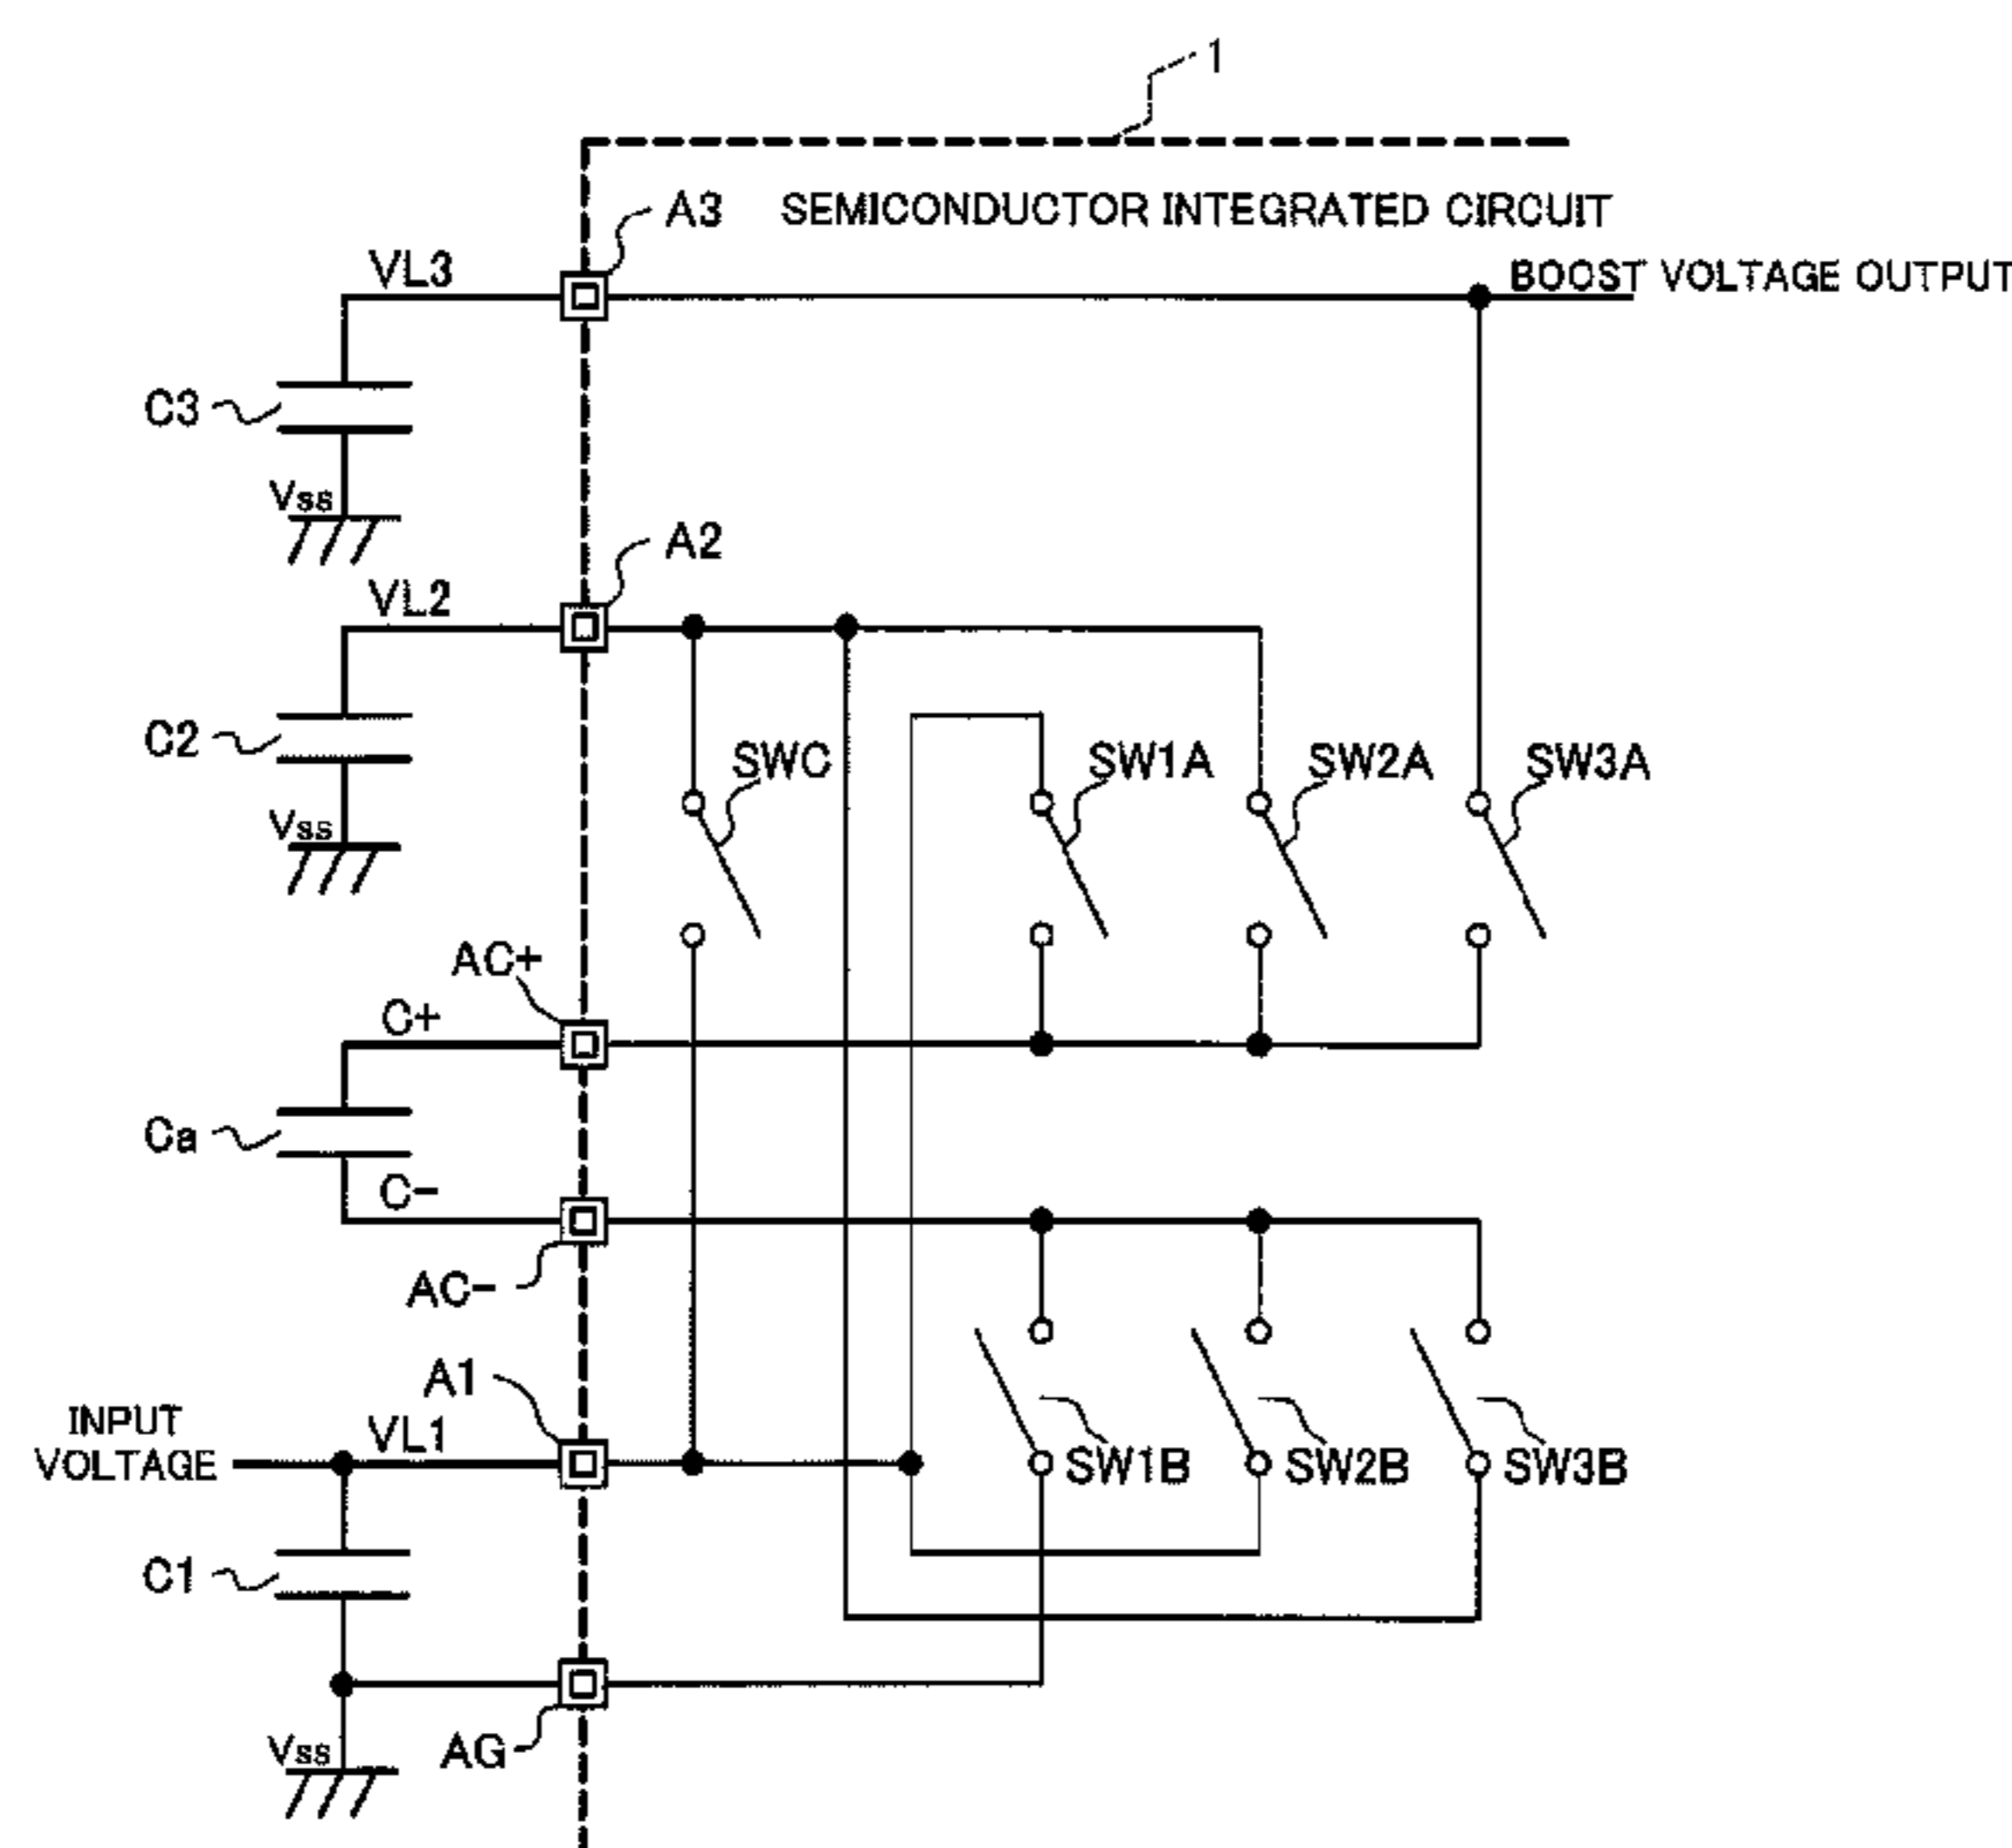 1
A3 SEMICONDUCTOR INTEGRATED CIRCUIT
VL3
BOOST VOLTAGE OUTPUT
C3
Vss
A2
VL2
C2
SWC
SW1A
SW2A
SW3A
Vss
AC+
C+
Ca
C-
AC-
A1
INPUT
VOLTAGE
VL1
SW1B
SW2B
SW3B
C1
AG
Vss